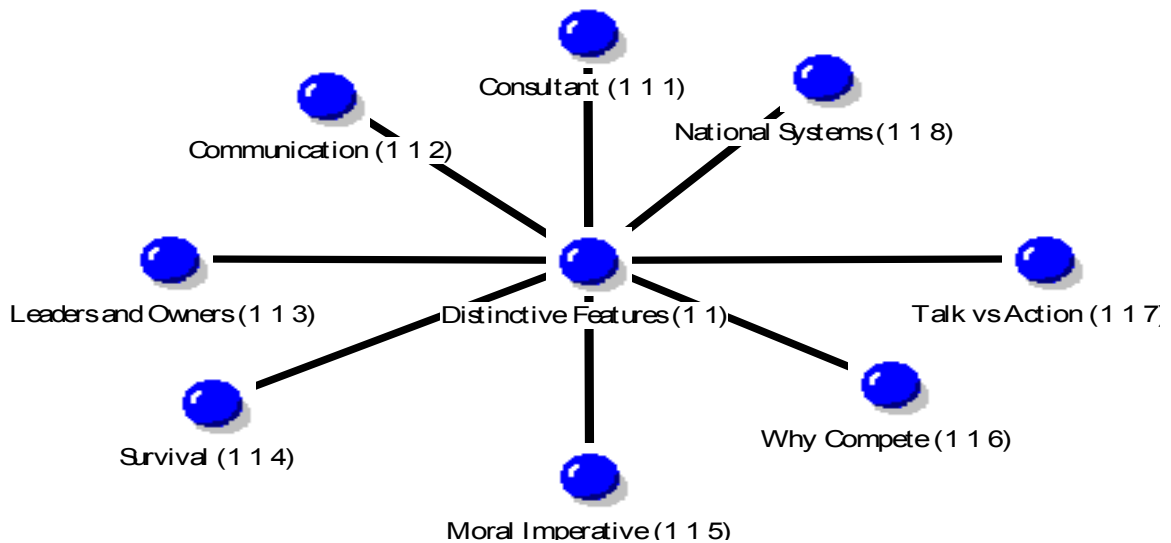 Consultant (1 1 1)
National Systems (1 1 8)
Communication (1 1 2)
Leaders and Owners (1 1 3)
Distinctive Features (1 1)
Talk vs Action (1 1 7)
Why Compete (1 1 6)
Survival (1 1 4)
Moral Imperative (1 1 5)